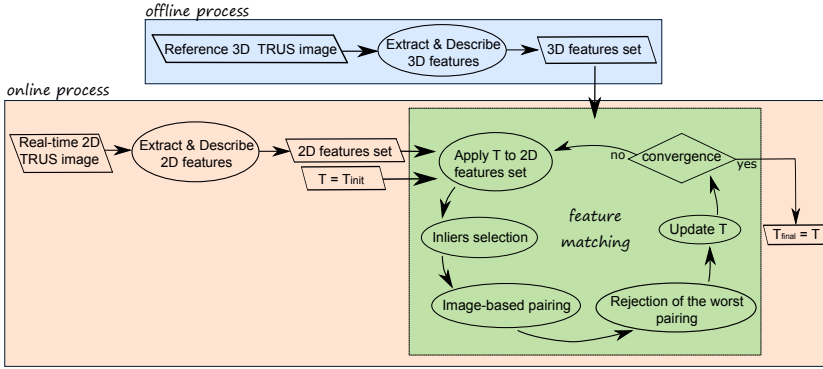 offline process
Reference 3D TRUS image
Extract & Describe
3D features
3D features set
online process
Real-time 2D
TRUS image
Extract & Describe
2D features
2D features set
T = Tinit
Apply T to 2D
features set
no
convergence
yes
Inliers selection
feature
matching
Update T
Tfinal = T
Image-based pairing
Rejection of the worst
pairing